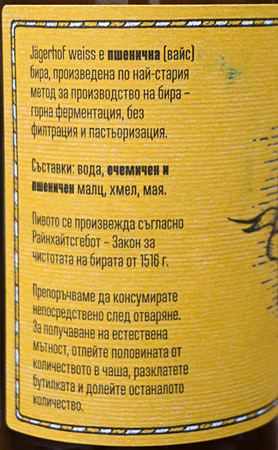 Jägerhof weiss е пшенична (вайс)
бира, произведена по най-стария
метод за производство на бира –
горна ферментация, без
филтрация и пастьоризация.
Съставки: вода, ечемичен и
пшеничен малц, хмел, мая.
Пивото се произвежда съгласно
Райнхайтсгебот – Закон за
чистотата на бирата от 1516 г.
Препоръчваме да консумирате
непосредствено след отваряне.
За получаване на естествена
мътност, отлейте половината от
количеството в чаша, разклатете
бутилката и долейте останалото
количество.